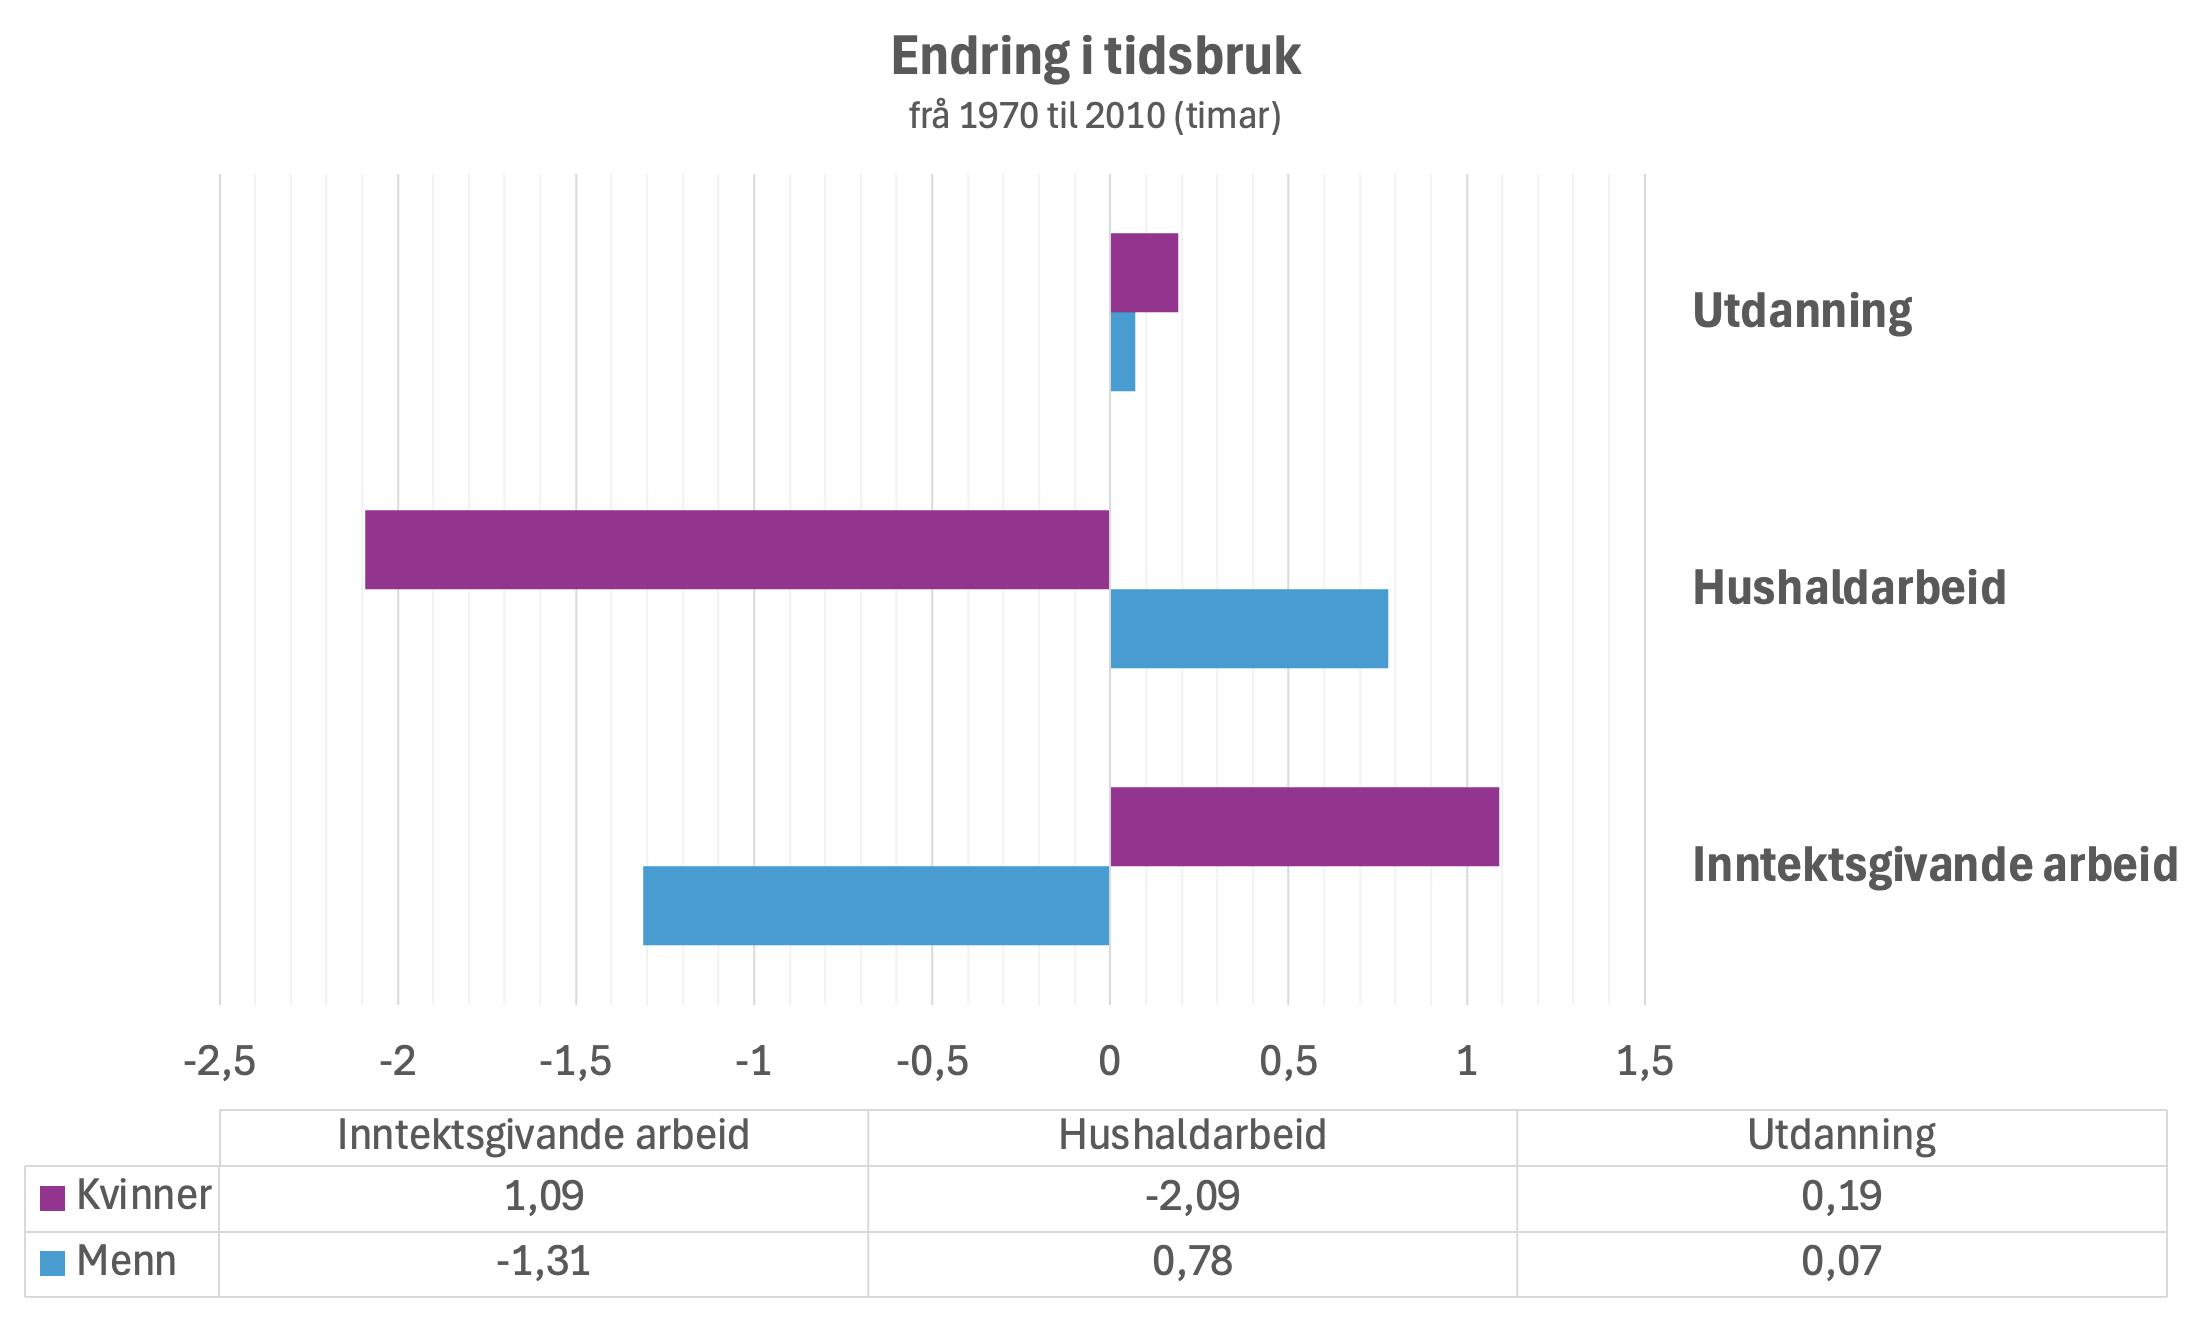 Endring i tidsbruk
frå 1970 til 2010 (timar)
Utdanning
Hushaldarbeid
Inntektsgivande arbeid
-2,5 -2 -1,5 -1 -0,5 0 0,5 1 1,5
Inntektsgivande arbeid Hushaldarbeid Utdanning
Kvinner 1,09 -2,09 0,19
Menn -1,31 0,78 0,07